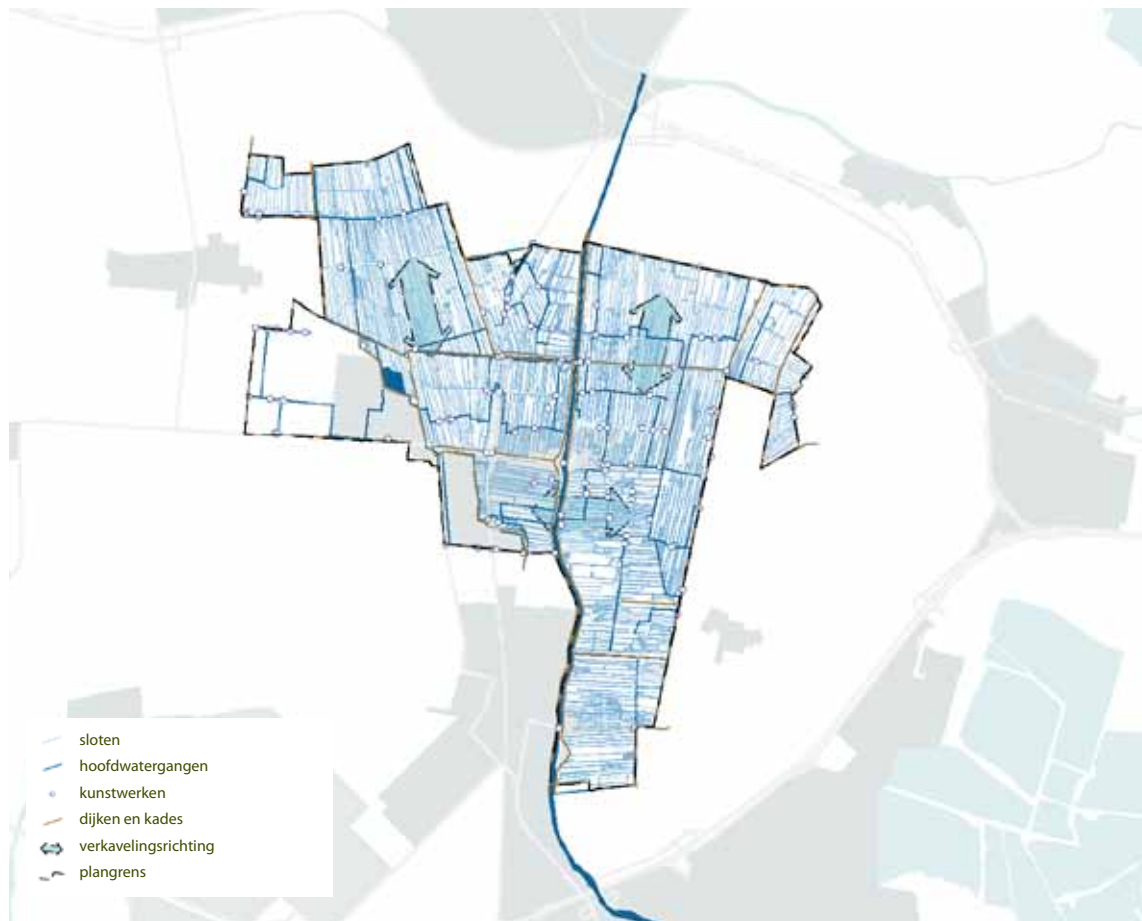 sloten
hoofdwatergangen
kunstwerken
dijken en kades
verkavelingsrichting
plangrens